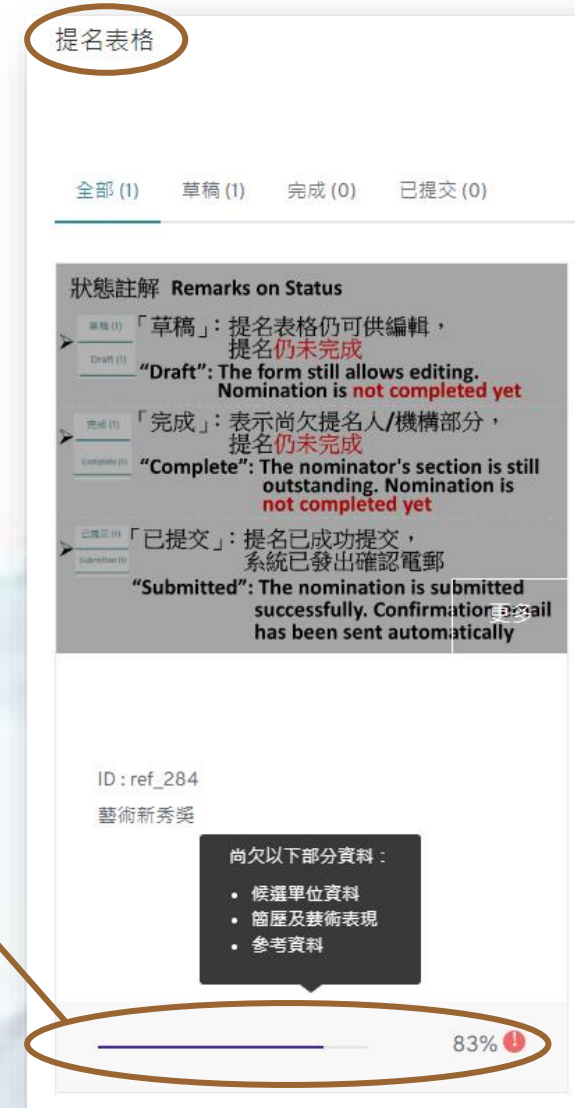 提名表格
全部 (1) 草稿 (1) 完成 (0) 已提交 (0)
狀態註解 Remarks on Status
草稿 (1)
Draft (1)
「草稿」：提名表格仍可供編輯，
提名仍未完成
“Draft”: The form still allows editing.
Nomination is not completed yet
完成 (1)
Complete (1)
「完成」：表示尚欠提名人/機構部分，
提名仍未完成
“Complete”: The nominator's section is still
outstanding. Nomination is
not completed yet
已提交 (1)
Submitted (1)
「已提交」：提名已成功提交，
系統已發出確認電郵
“Submitted”: The nomination is submitted
successfully. Confirmation email
has been sent automatically
更多
ID : ref_284
藝術新秀獎
尚欠以下部分資料：
• 候選單位資料
• 簡歷及藝術表現
• 參考資料
83%